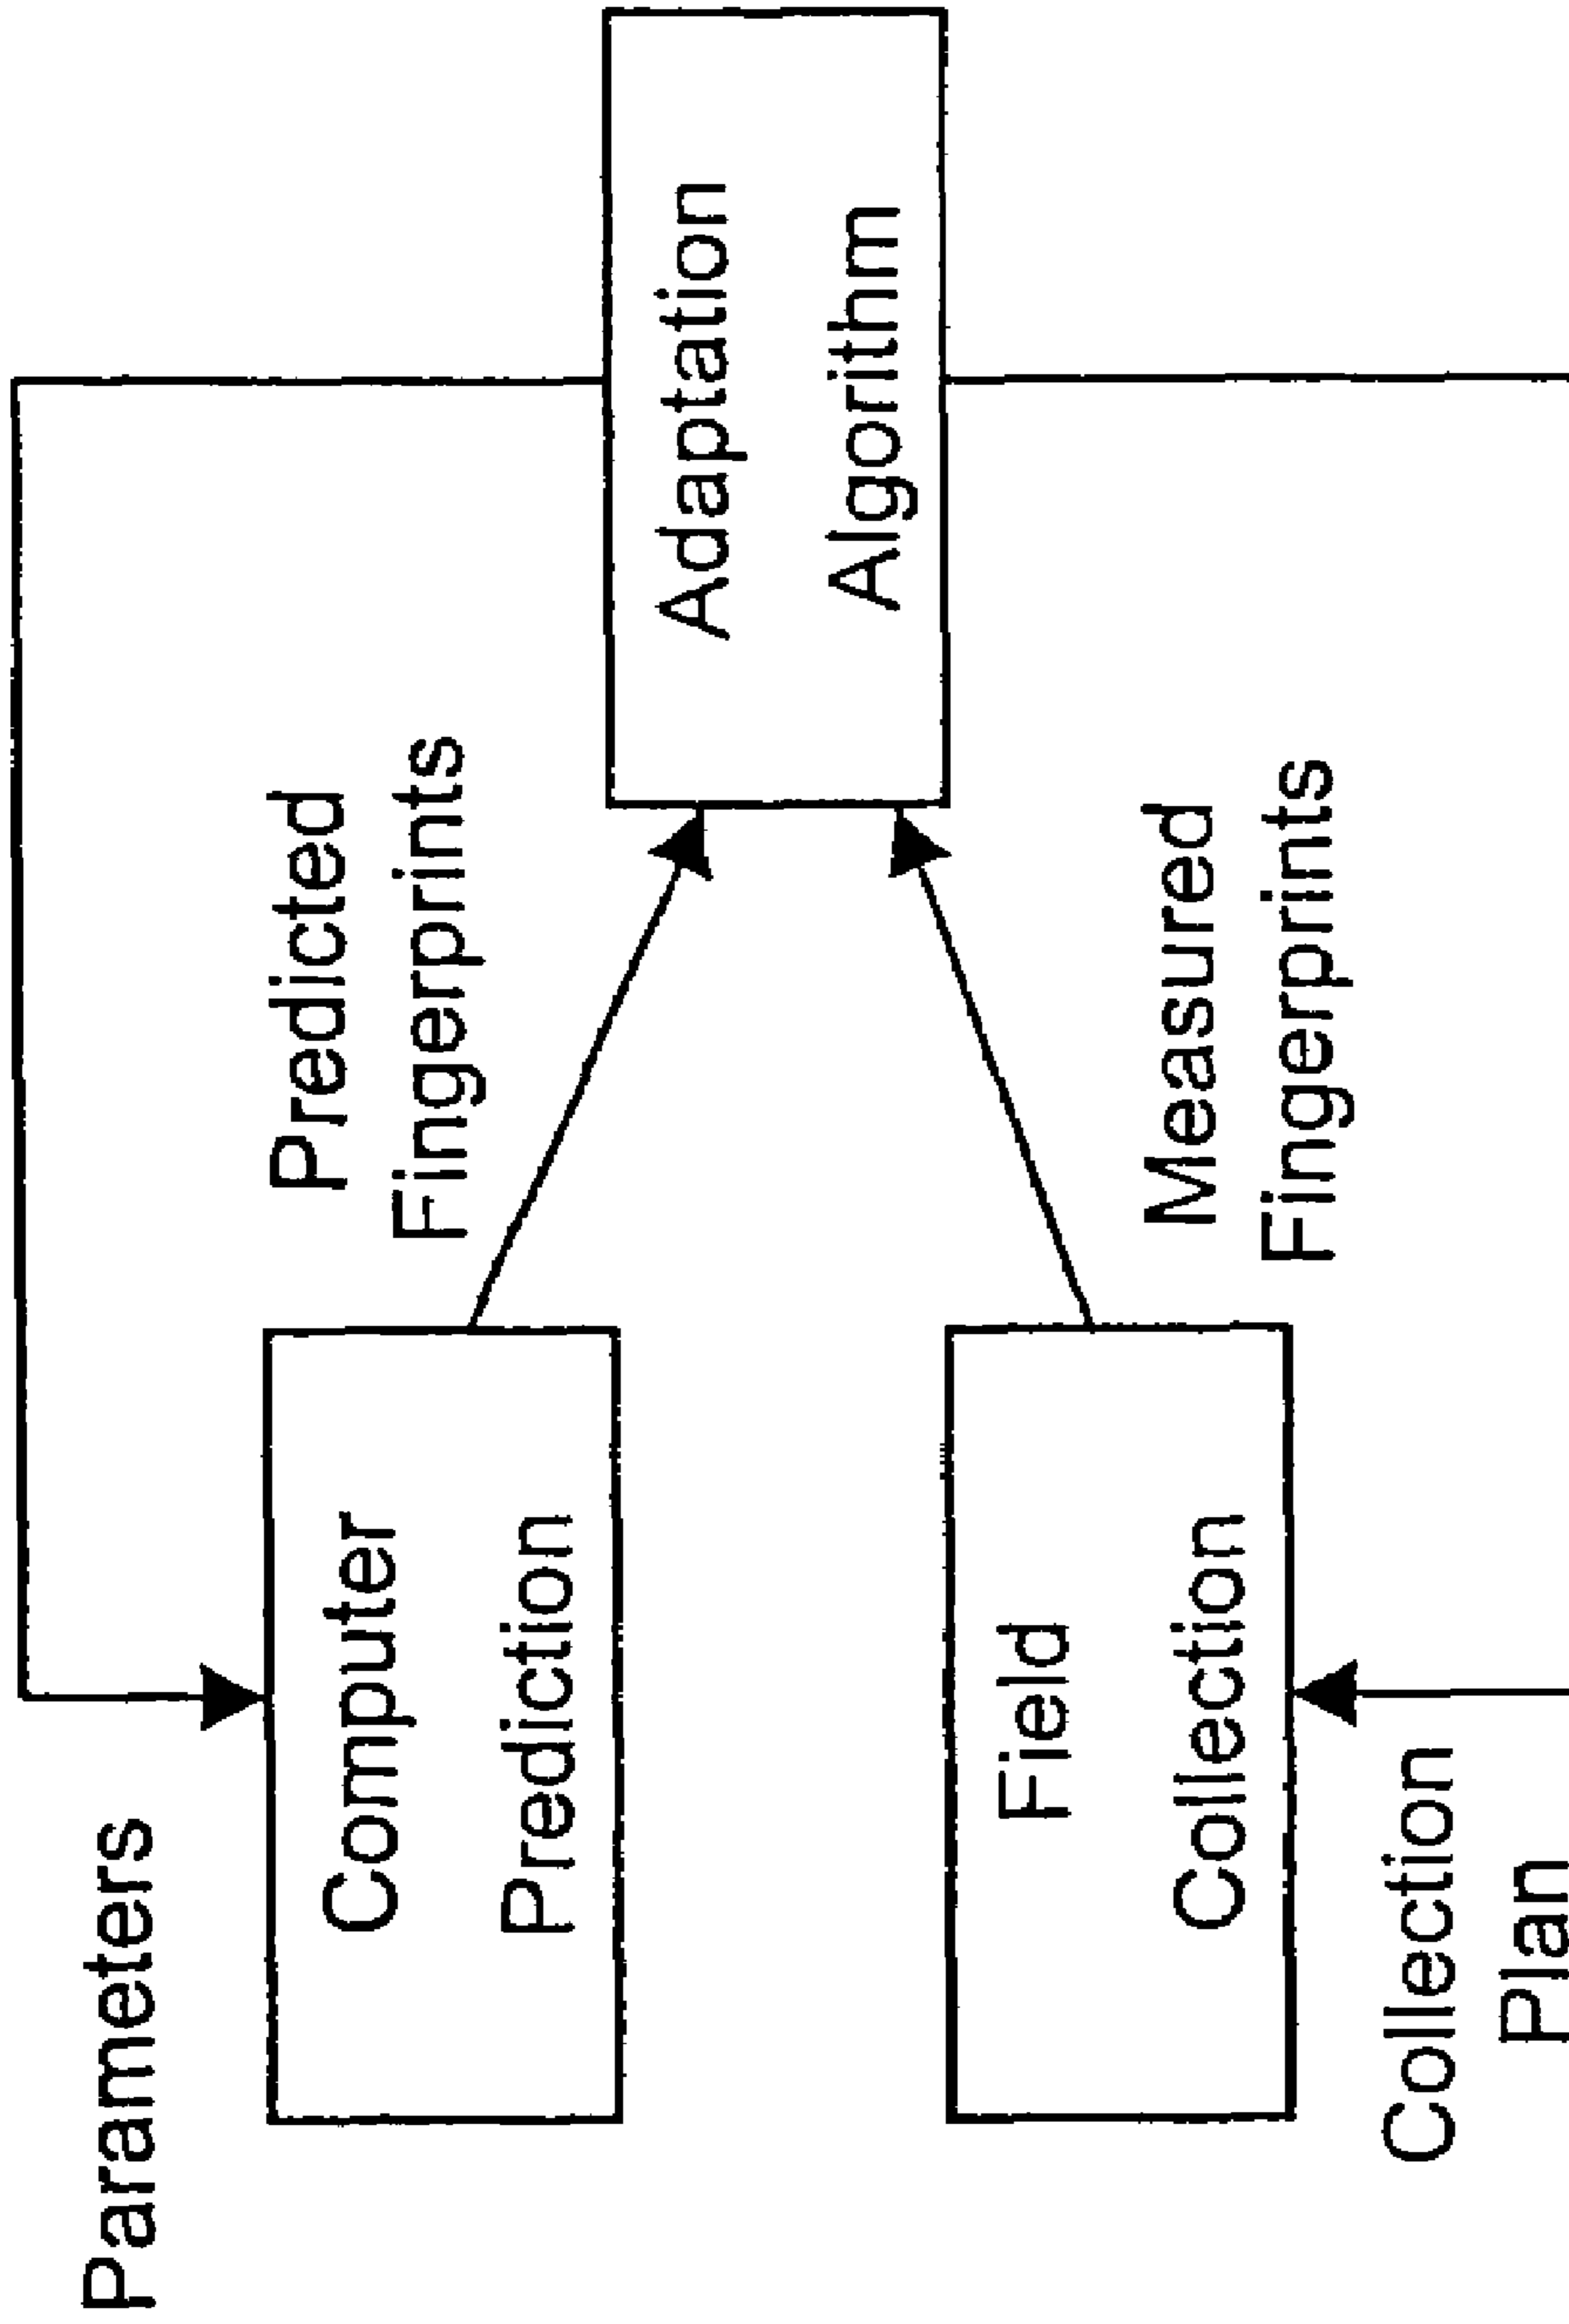 Parameters
Computer
Prediction
Predicted
Fingerprints
Adaptation
Algorithm
Field
Collection
Measured
Fingerprints
Collection
Plan